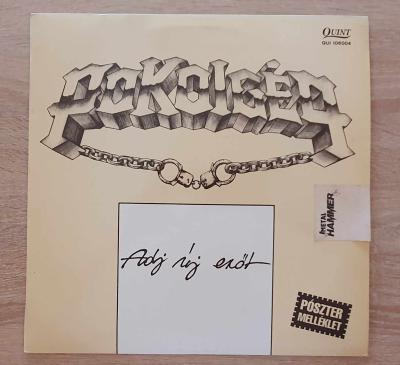 QUINT
QUI 106004
POKOLGÉP
Adj új erőt
METAL
HAMMER
POSZTER
MELLÉKLET